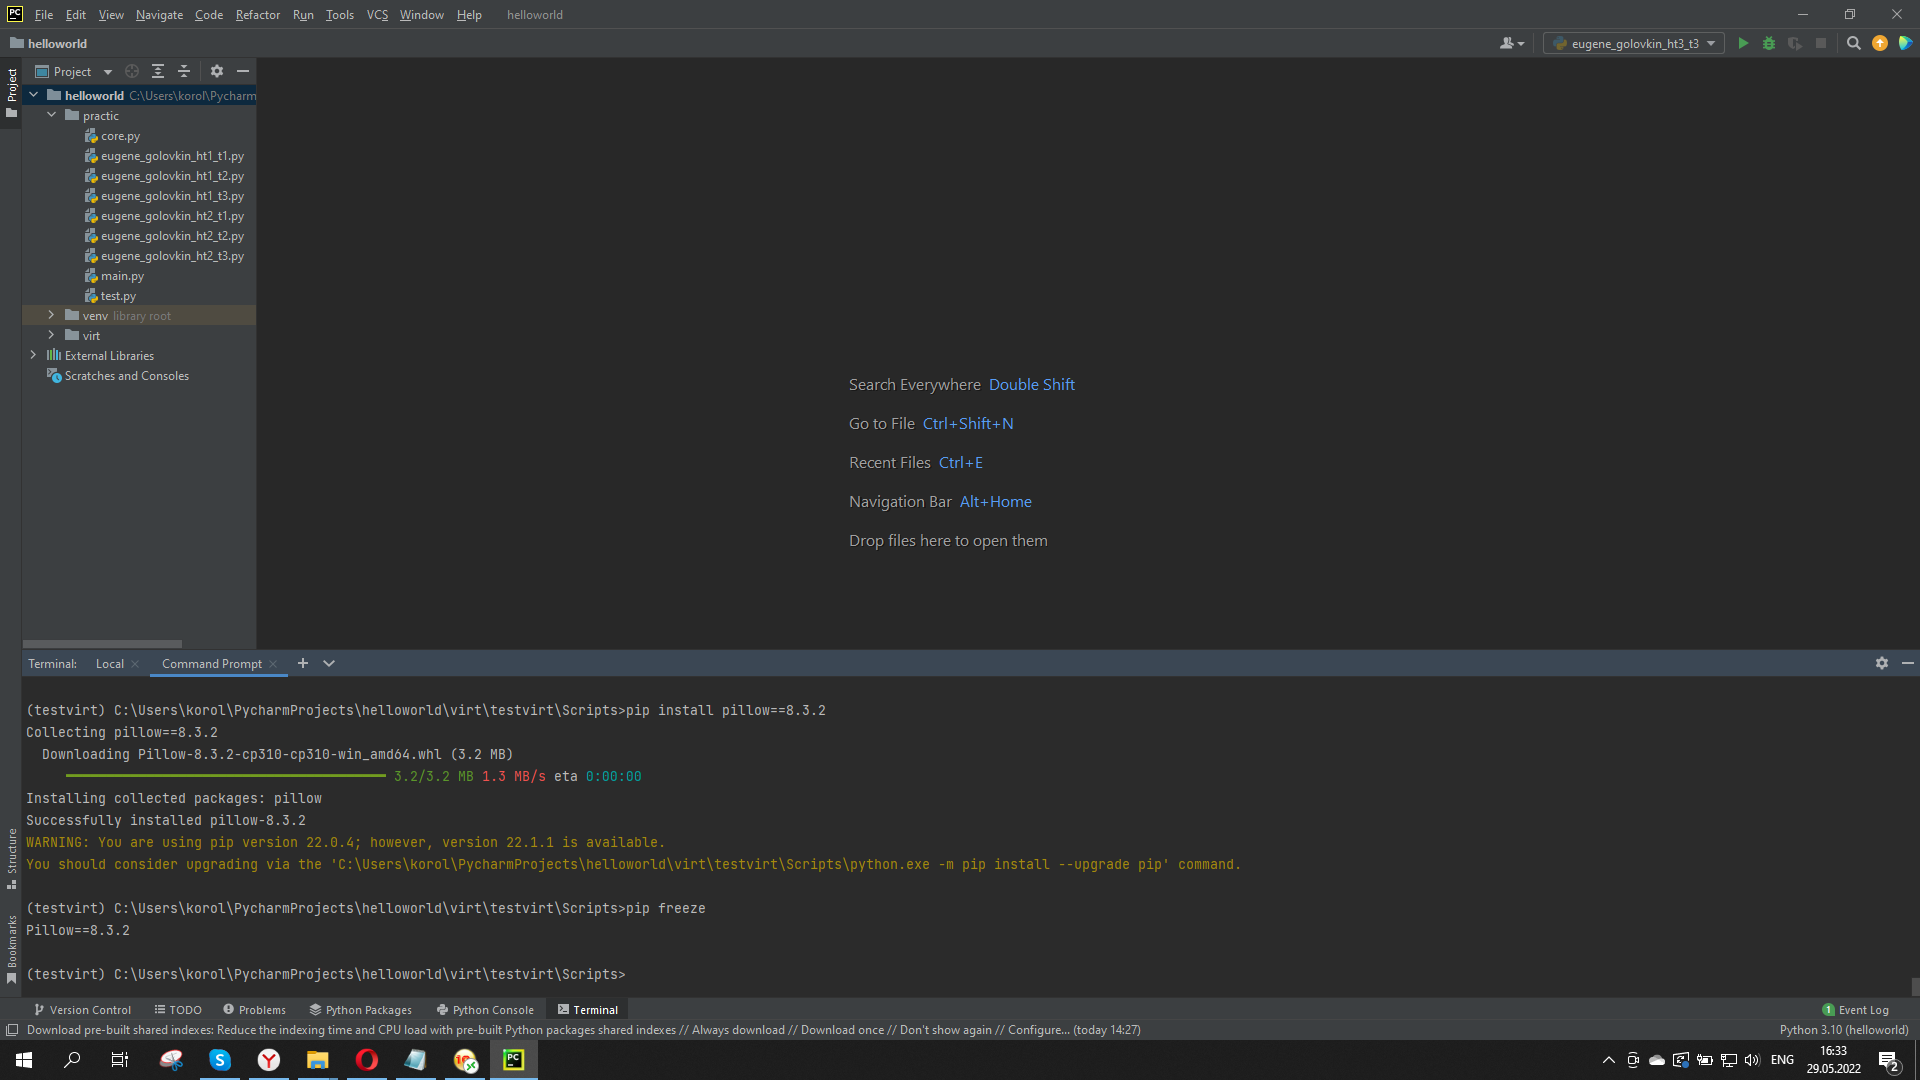 PC File Edit View Navigate Code Refactor Run Tools VCS Window Help helloworld
helloworld
eugene_golovkin_ht3_t3
Project
Project
helloworld C:\Users\korol\Pycharm
practic
core.py
eugene_golovkin_ht1_t1.py
eugene_golovkin_ht1_t2.py
eugene_golovkin_ht1_t3.py
eugene_golovkin_ht2_t1.py
eugene_golovkin_ht2_t2.py
eugene_golovkin_ht2_t3.py
main.py
test.py
venv library root
virt
External Libraries
Scratches and Consoles
Search Everywhere Double Shift
Go to File Ctrl+Shift+N
Recent Files Ctrl+E
Navigation Bar Alt+Home
Drop files here to open them
Terminal: Local Command Prompt
(testvirt) C:\Users\korol\PycharmProjects\helloworld\virt\testvirt\Scripts>pip install pillow==8.3.2
Collecting pillow==8.3.2
Downloading Pillow-8.3.2-cp310-cp310-win_amd64.whl (3.2 MB)
3.2/3.2 MB 1.3 MB/s eta 0:00:00
Installing collected packages: pillow
Successfully installed pillow-8.3.2
WARNING: You are using pip version 22.0.4; however, version 22.1.1 is available.
You should consider upgrading via the 'C:\Users\korol\PycharmProjects\helloworld\virt\testvirt\Scripts\python.exe -m pip install --upgrade pip' command.
(testvirt) C:\Users\korol\PycharmProjects\helloworld\virt\testvirt\Scripts>pip freeze
Pillow==8.3.2
(testvirt) C:\Users\korol\PycharmProjects\helloworld\virt\testvirt\Scripts>
Structure
Bookmarks
Version Control TODO Problems Python Packages Python Console Terminal
1 Event Log
Download pre-built shared indexes: Reduce the indexing time and CPU load with pre-built Python packages shared indexes // Always download // Download once // Don't show again // Configure... (today 14:27)
Python 3.10 (helloworld)
PC
ENG
16:33
29.05.2022
2